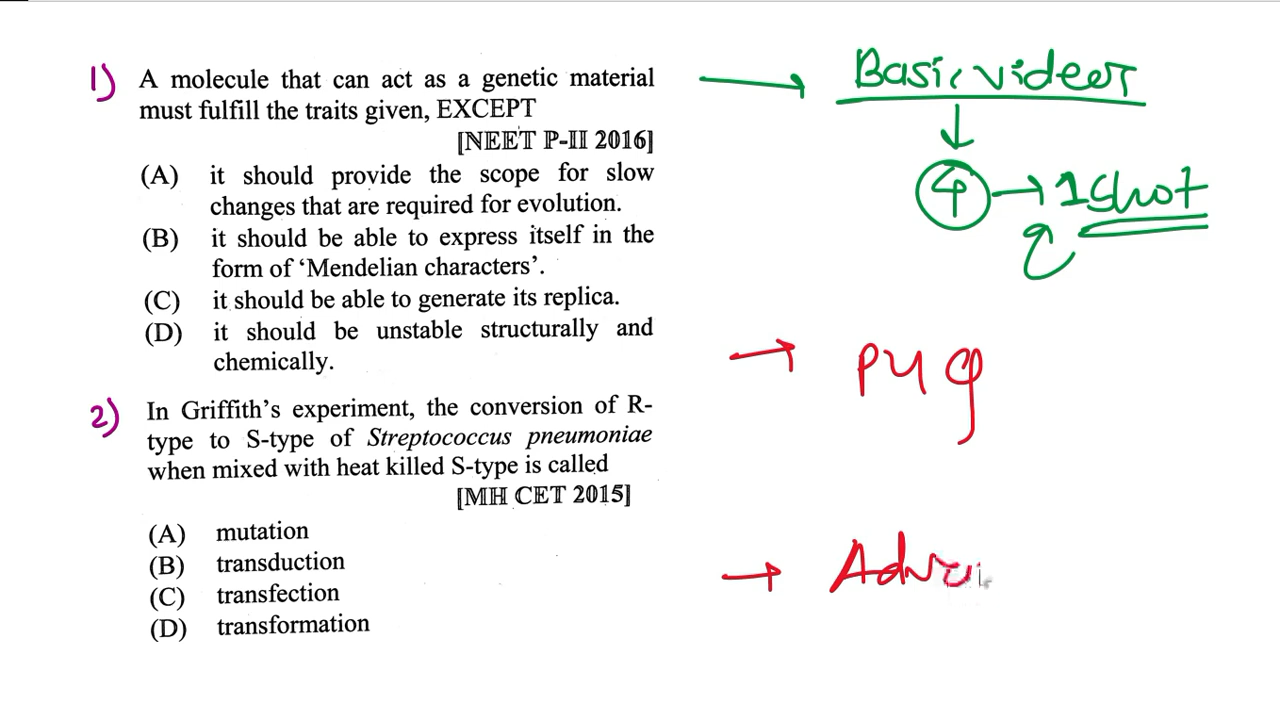 1) A molecule that can act as a genetic material
must fulfill the traits given, EXCEPT
[NEET P-II 2016]
(A) it should provide the scope for slow
changes that are required for evolution.
(B) it should be able to express itself in the
form of ‘Mendelian characters’.
(C) it should be able to generate its replica.
(D) it should be unstable structurally and
chemically.
2) In Griffith’s experiment, the conversion of R-
type to S-type of Streptococcus pneumoniae
when mixed with heat killed S-type is called
[MH CET 2015]
(A) mutation
(B) transduction
(C) transfection
(D) transformation
→ Basic videos
↓
→ 1 Shot
→ PYQ
→